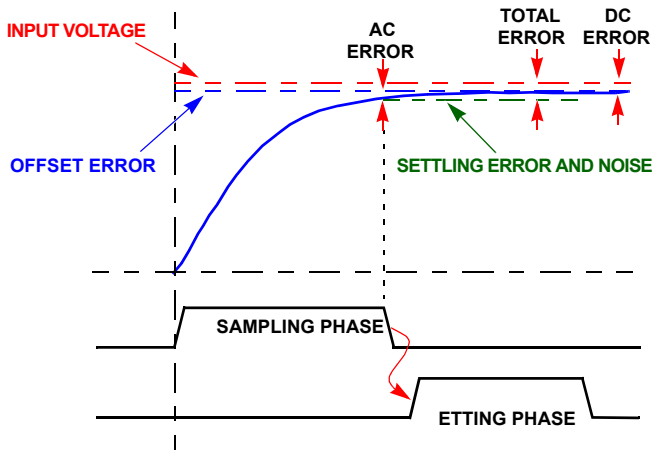 INPUT VOLTAGE
AC
ERROR
TOTAL
ERROR
DC
ERROR
OFFSET ERROR
SETTLING ERROR AND NOISE
SAMPLING PHASE
ETTING PHASE